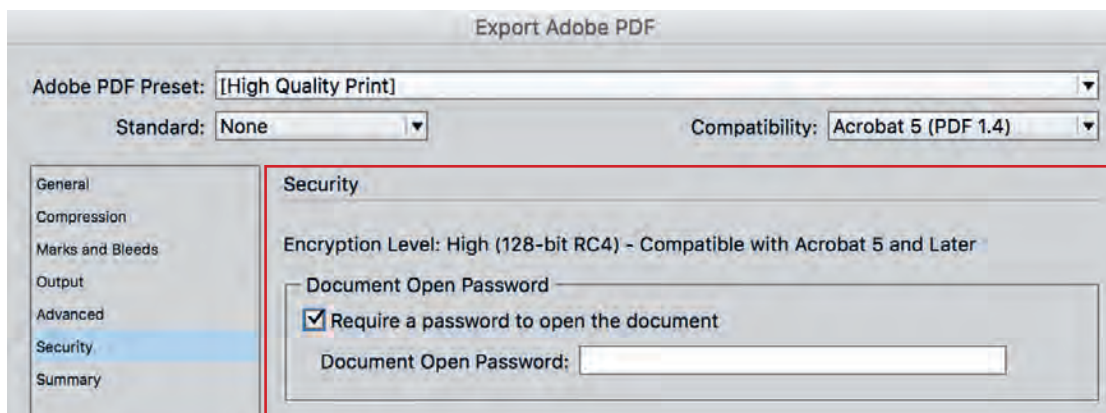 Export Adobe PDF
Adobe PDF Preset: [High Quality Print]
Standard: None Compatibility: Acrobat 5 (PDF 1.4)
General
Compression
Marks and Bleeds
Output
Advanced
Security
Summary
Security
Encryption Level: High (128-bit RC4) - Compatible with Acrobat 5 and Later
Document Open Password
Require a password to open the document
Document Open Password: